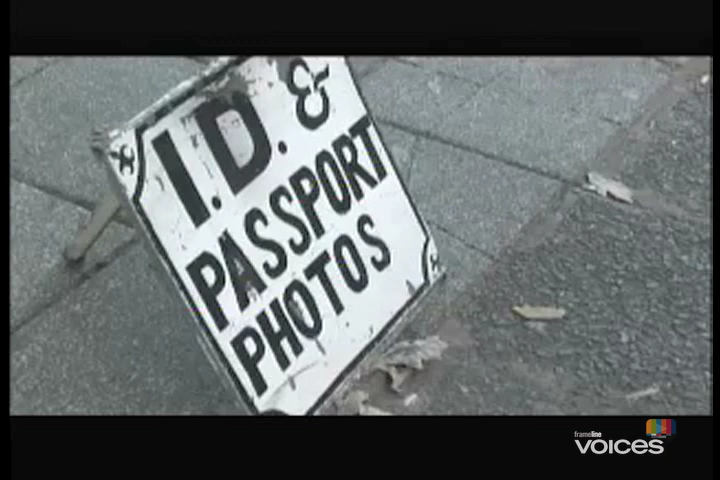 I.D. &
PASSPORT
PHOTOS
frameline
VOICES